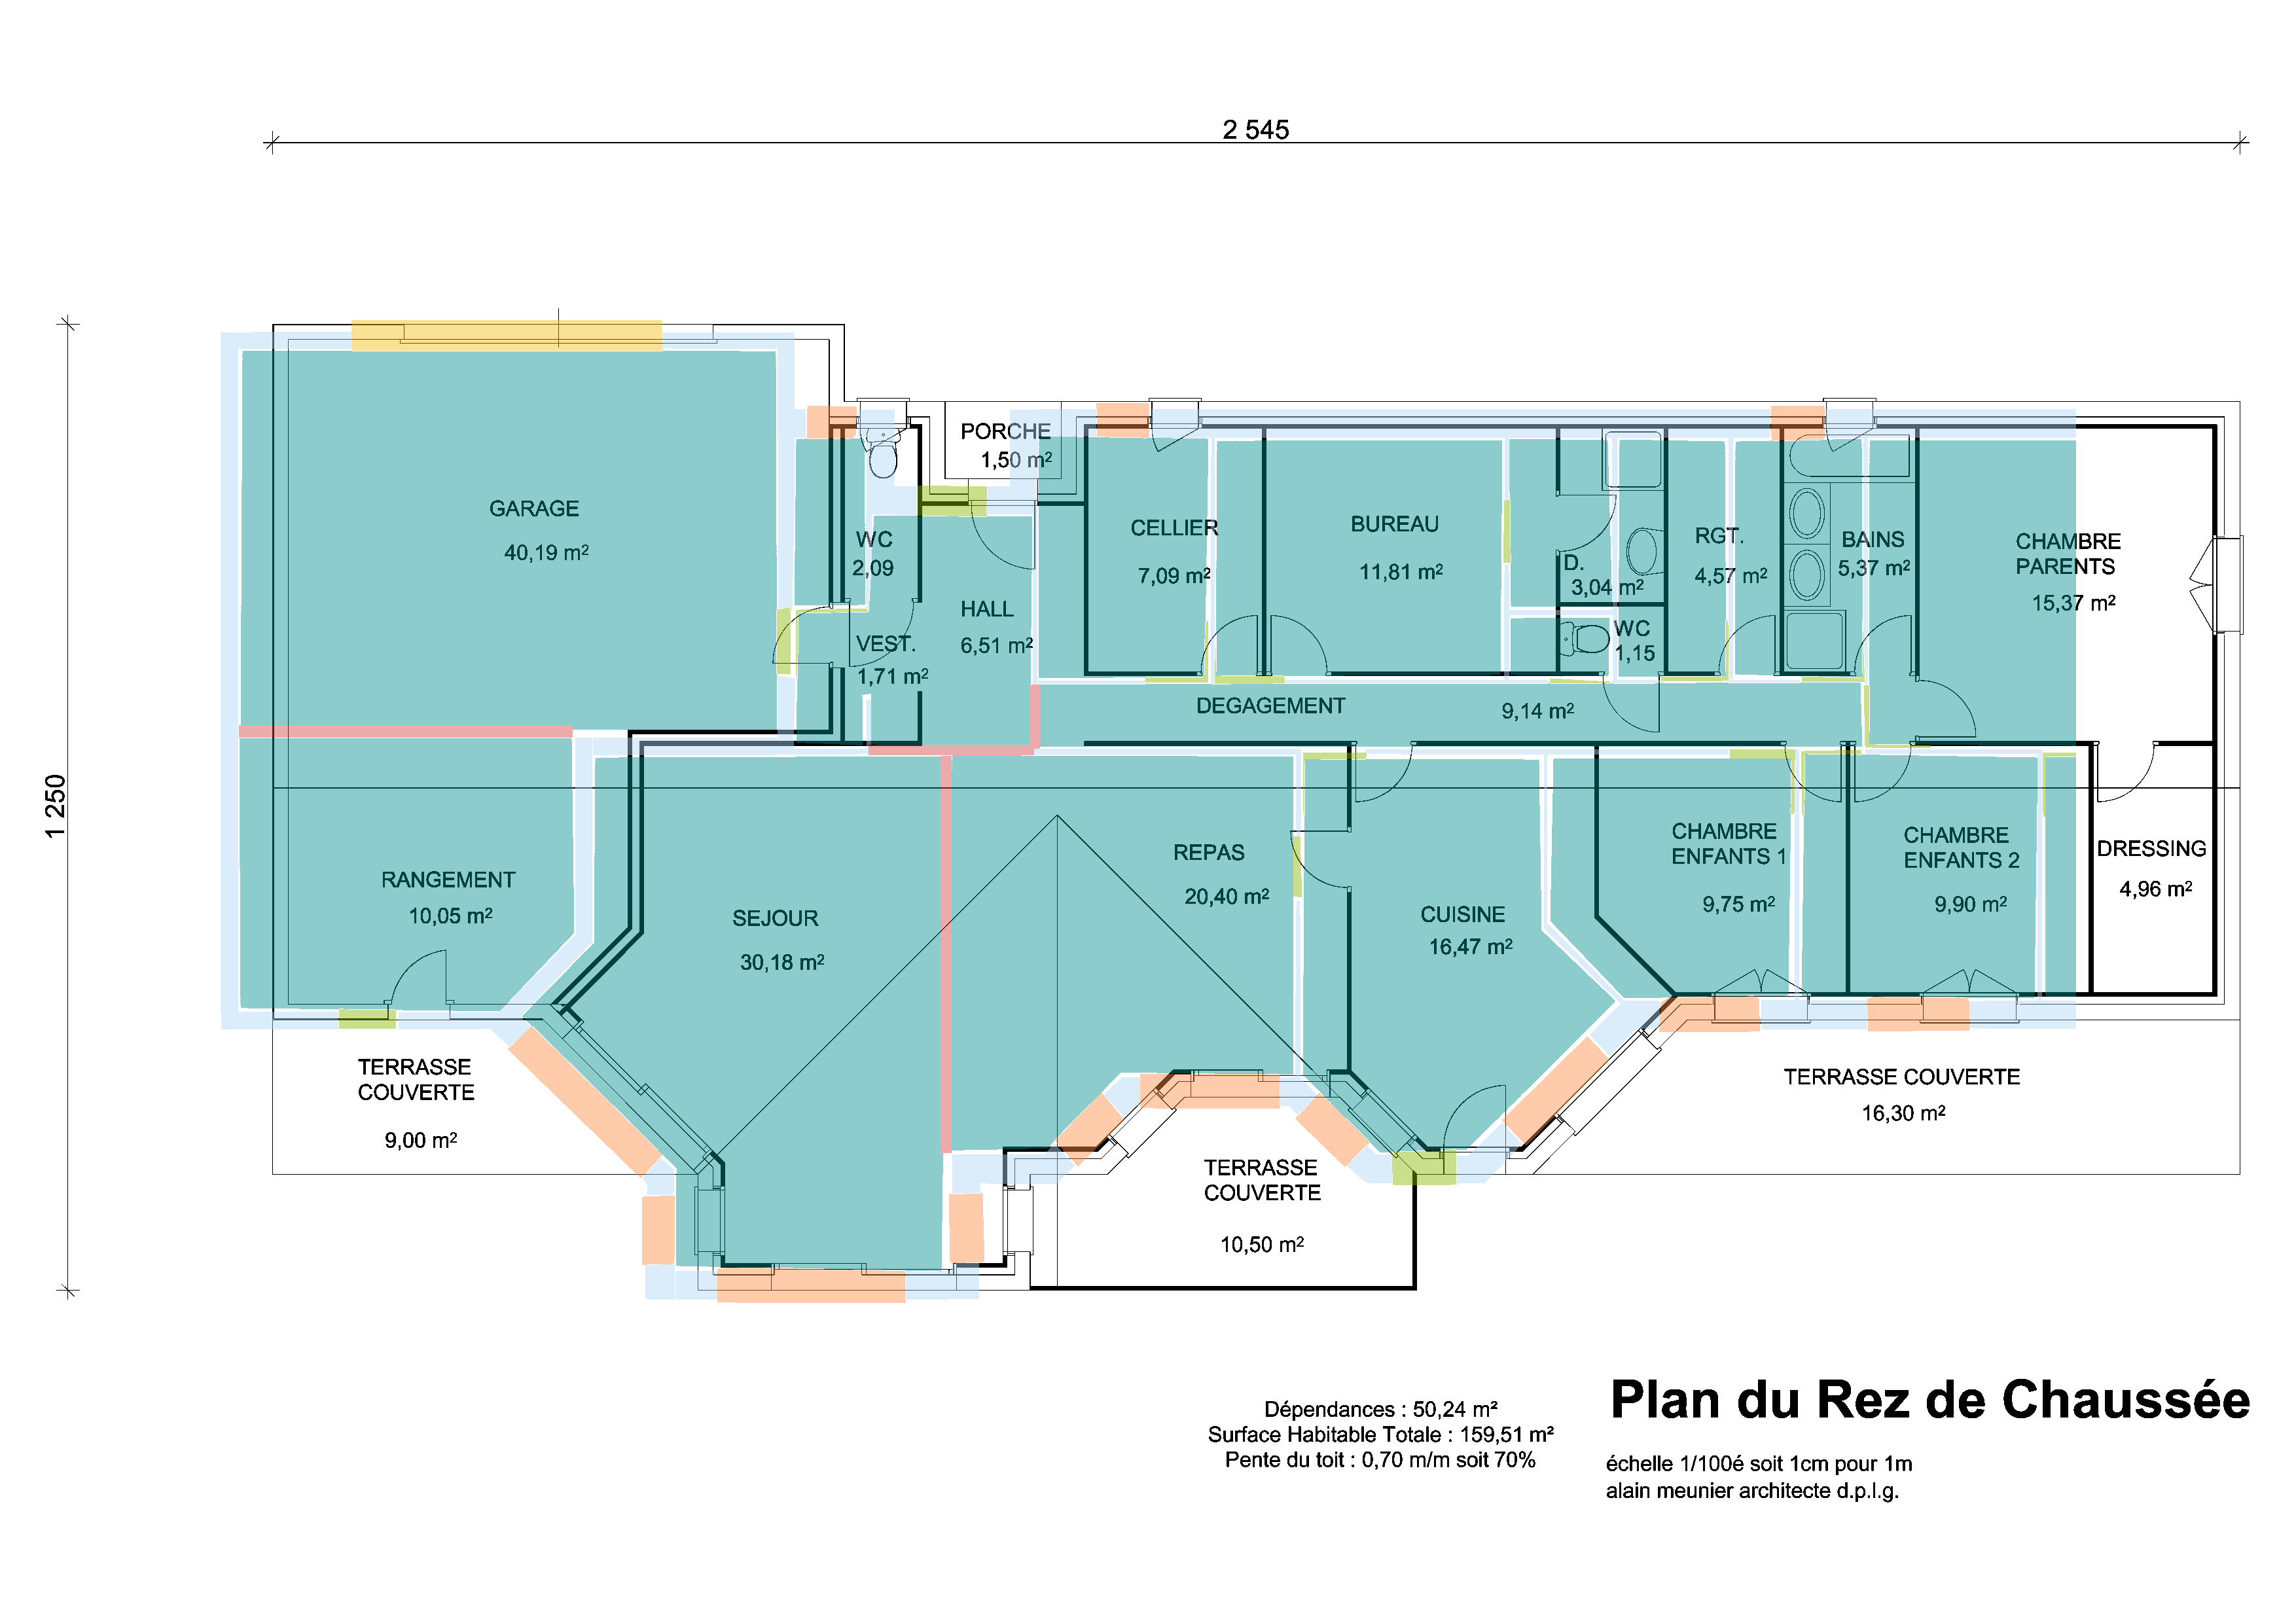 2 545
1 250
GARAGE
40,19 m²
PORCHE
1,50 m²
WC
2,09
VEST.
1,71 m²
HALL
6,51 m²
CELLIER
7,09 m²
BUREAU
11,81 m²
D.
3,04 m²
WC
1,15
RGT.
4,57 m²
BAINS
5,37 m²
CHAMBRE
PARENTS
15,37 m²
DEGAGEMENT
9,14 m²
RANGEMENT
10,05 m²
SEJOUR
30,18 m²
REPAS
20,40 m²
CUISINE
16,47 m²
CHAMBRE
ENFANTS 1
9,75 m²
CHAMBRE
ENFANTS 2
9,90 m²
DRESSING
4,96 m²
TERRASSE
COUVERTE
9,00 m²
TERRASSE
COUVERTE
10,50 m²
TERRASSE COUVERTE
16,30 m²
Dépendances : 50,24 m²
Surface Habitable Totale : 159,51 m²
Pente du toit : 0,70 m/m soit 70%
Plan du Rez de Chaussée
échelle 1/100é soit 1cm pour 1m
alain meunier architecte d.p.l.g.